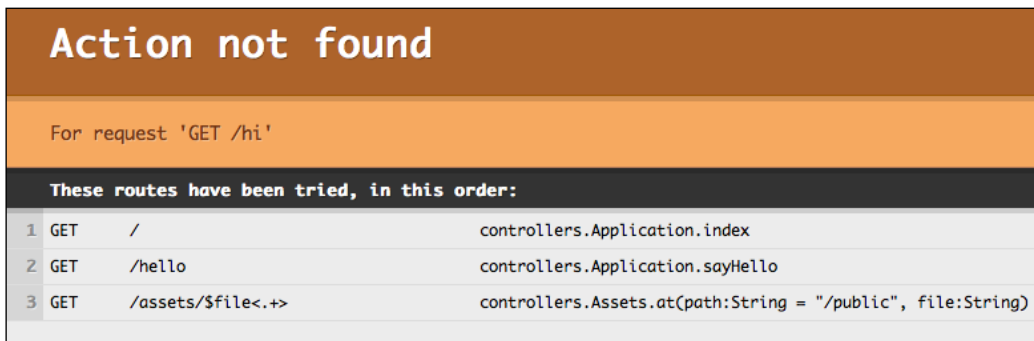 Action not found
For request 'GET /hi'
These routes have been tried, in this order:
1 GET / controllers.Application.index
2 GET /hello controllers.Application.sayHello
3 GET /assets/$file<.+> controllers.Assets.at(path:String = "/public", file:String)